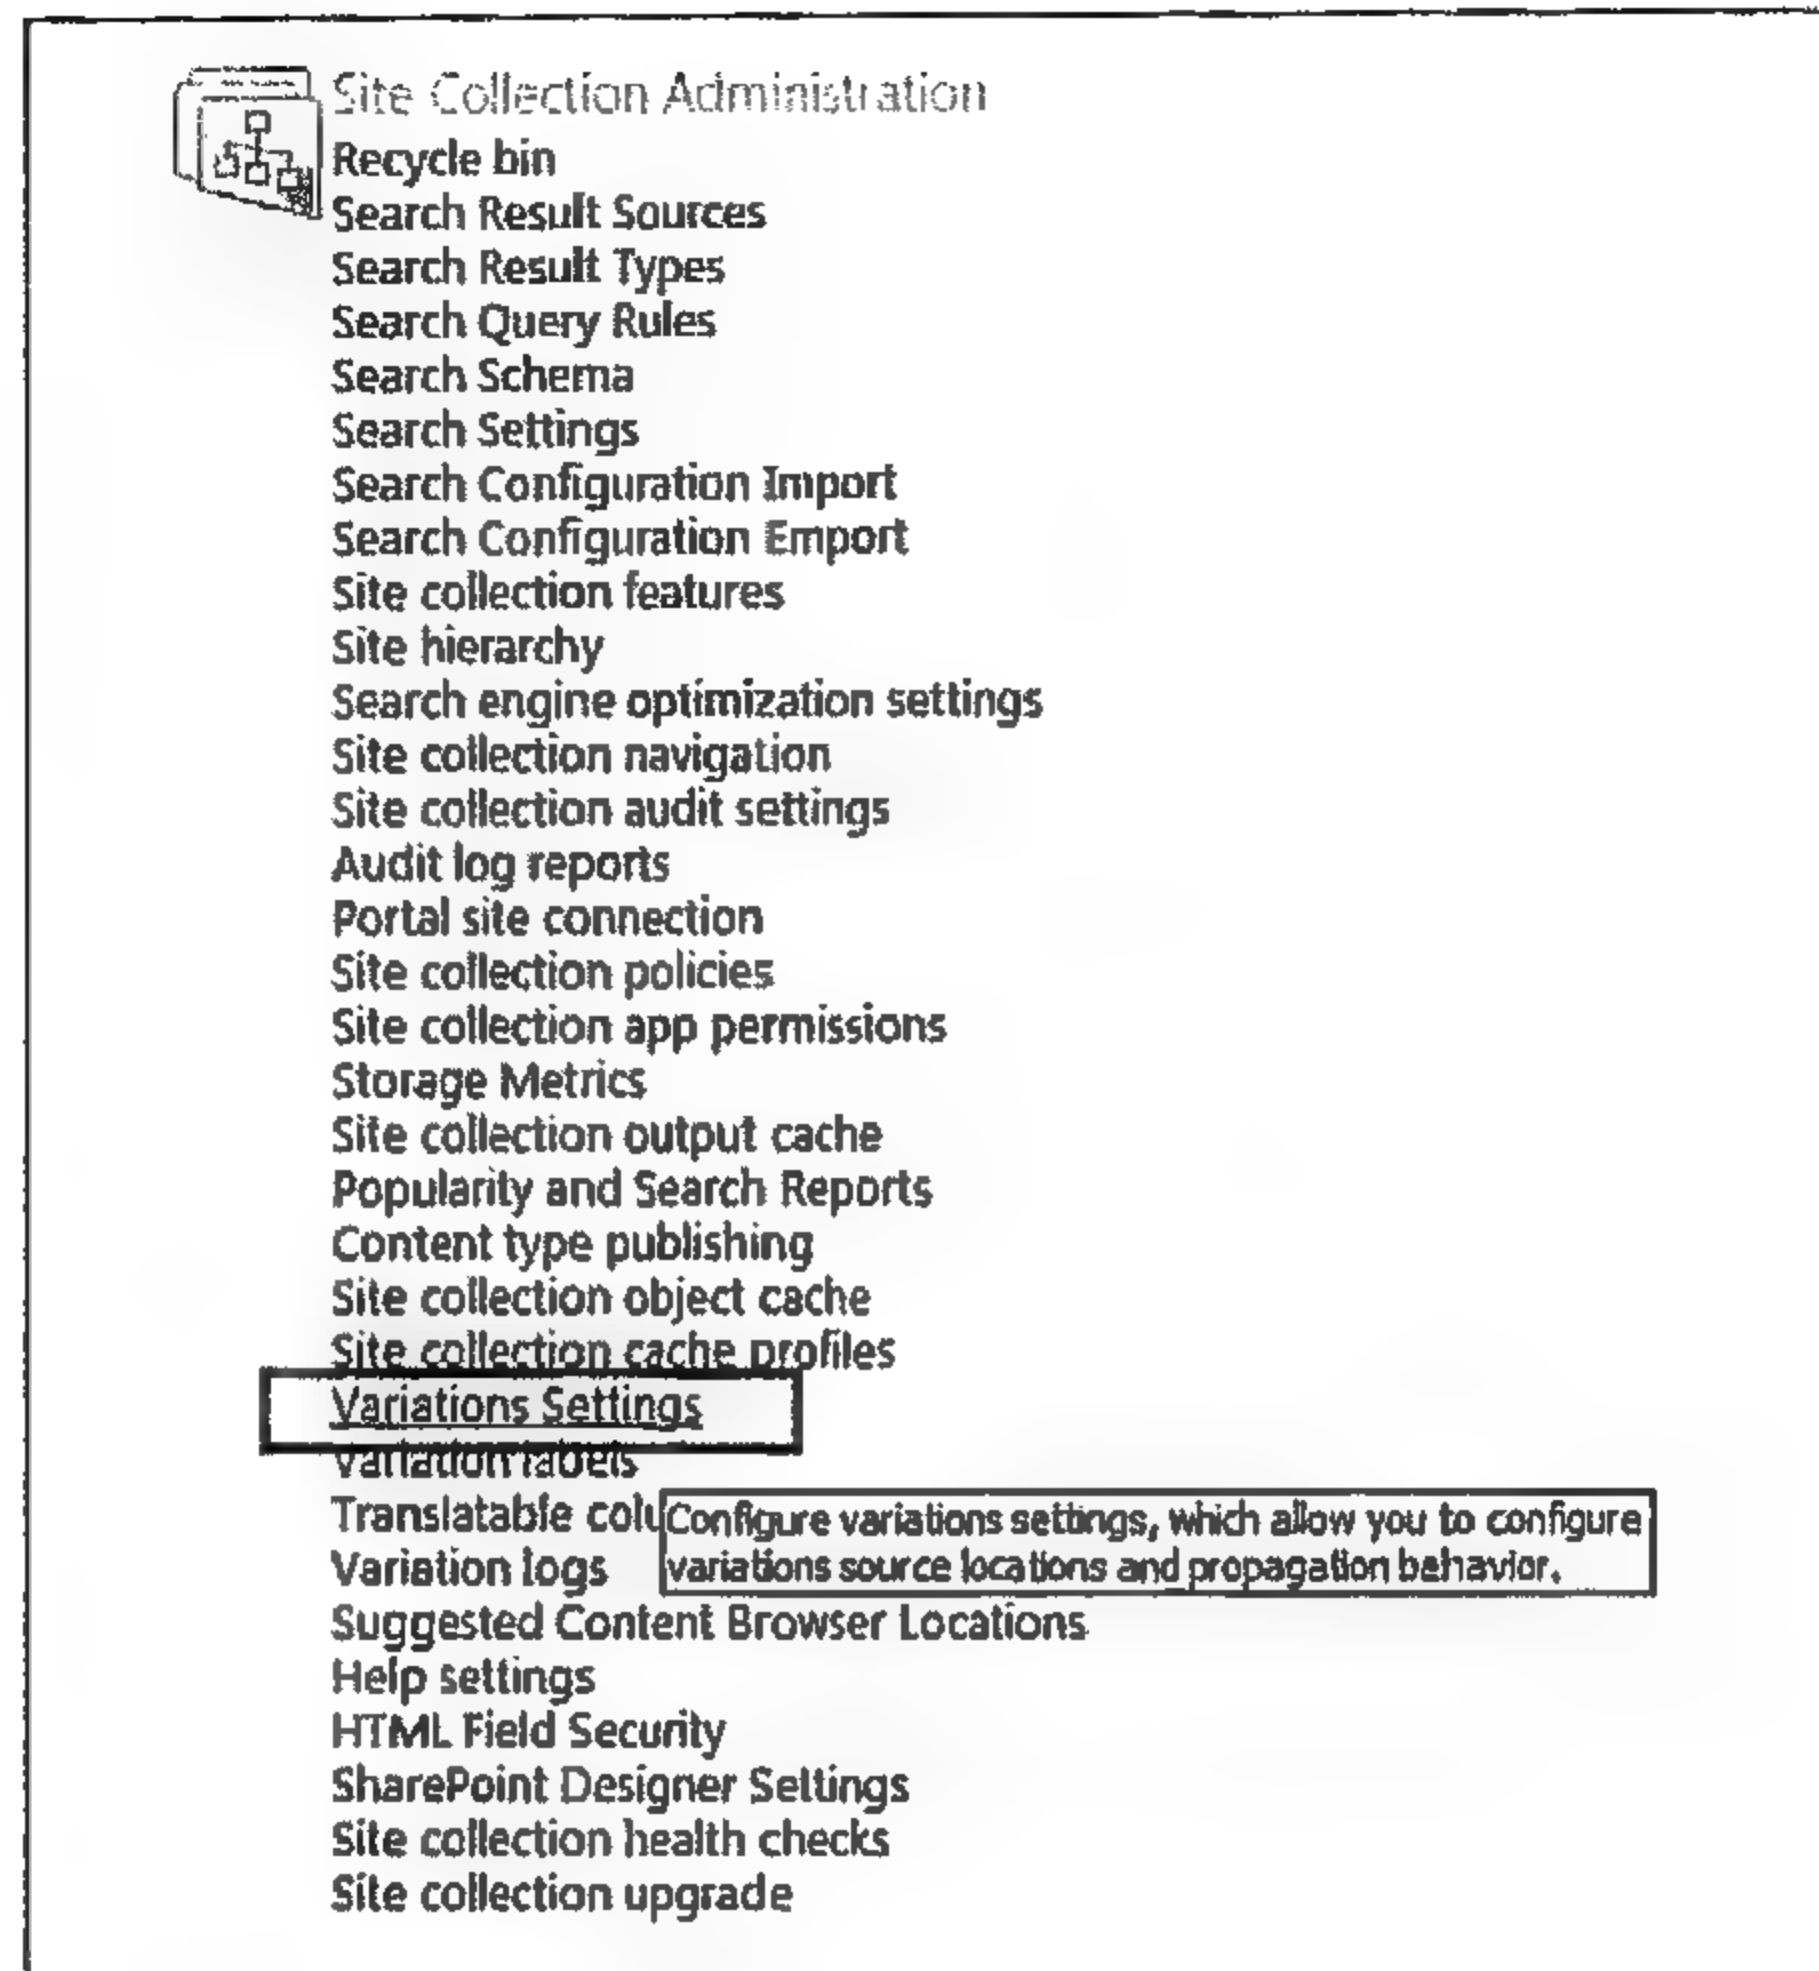 Site Collection Administration
Recycle bin
Search Result Sources
Search Result Types
Search Query Rules
Search Schema
Search Settings
Search Configuration Import
Search Configuration Emport
Site collection features
Site hierarchy
Search engine optimization settings
Site collection navigation
Site collection audit settings
Audit log reports
Portal site connection
Site collection policies
Site collection app permissions
Storage Metrics
Site collection output cache
Popularity and Search Reports
Content type publishing
Site collection object cache
Site collection cache profiles
Variations Settings
Variation labels
Translatable colu
Configure variations settings, which allow you to configure
variations source locations and propagation behavior.
Variation logs
Suggested Content Browser Locations
Help settings
HTML Field Security
SharePoint Designer Settings
Site collection health checks
Site collection upgrade